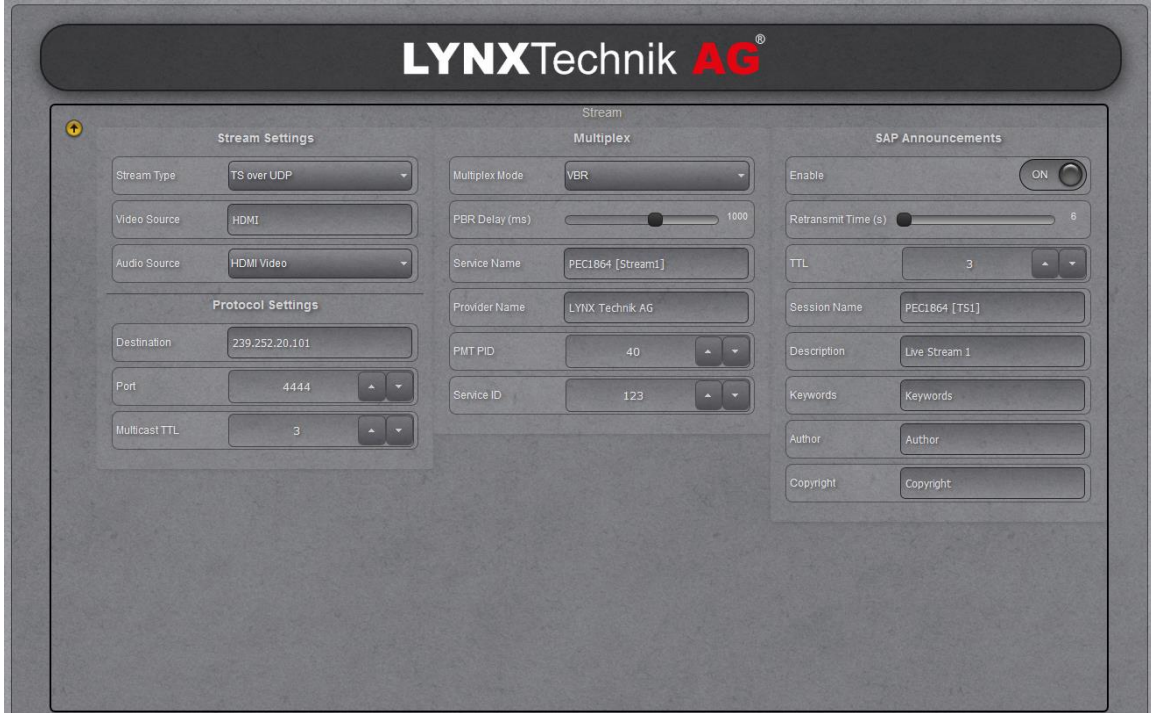 LYNXTechnik AG®
Stream
Stream Settings
Stream Type TS over UDP
Video Source HDMI
Audio Source HDMI Video
Protocol Settings
Destination 239.252.20.101
Port 4444
Multicast TTL 3
Multiplex
Multiplex Mode VBR
PBR Delay (ms) 1000
Service Name PEC1864 [Stream1]
Provider Name LYNX Technik AG
PMT PID 40
Service ID 123
SAP Announcements
Enable ON
Retransmit Time (s) 6
TTL 3
Session Name PEC1864 [TS1]
Description Live Stream 1
Keywords Keywords
Author Author
Copyright Copyright